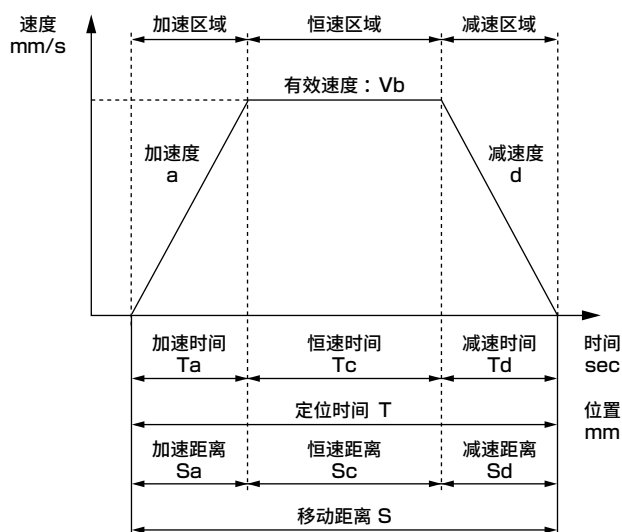 速度
mm/s
加速区域
恒速区域
减速区域
有效速度：Vb
加速度
a
减速度
d
加速时间
Ta
恒速时间
Tc
减速时间
Td
时间
sec
定位时间 T
位置
mm
加速距离
Sa
恒速距离
Sc
减速距离
Sd
移动距离 S